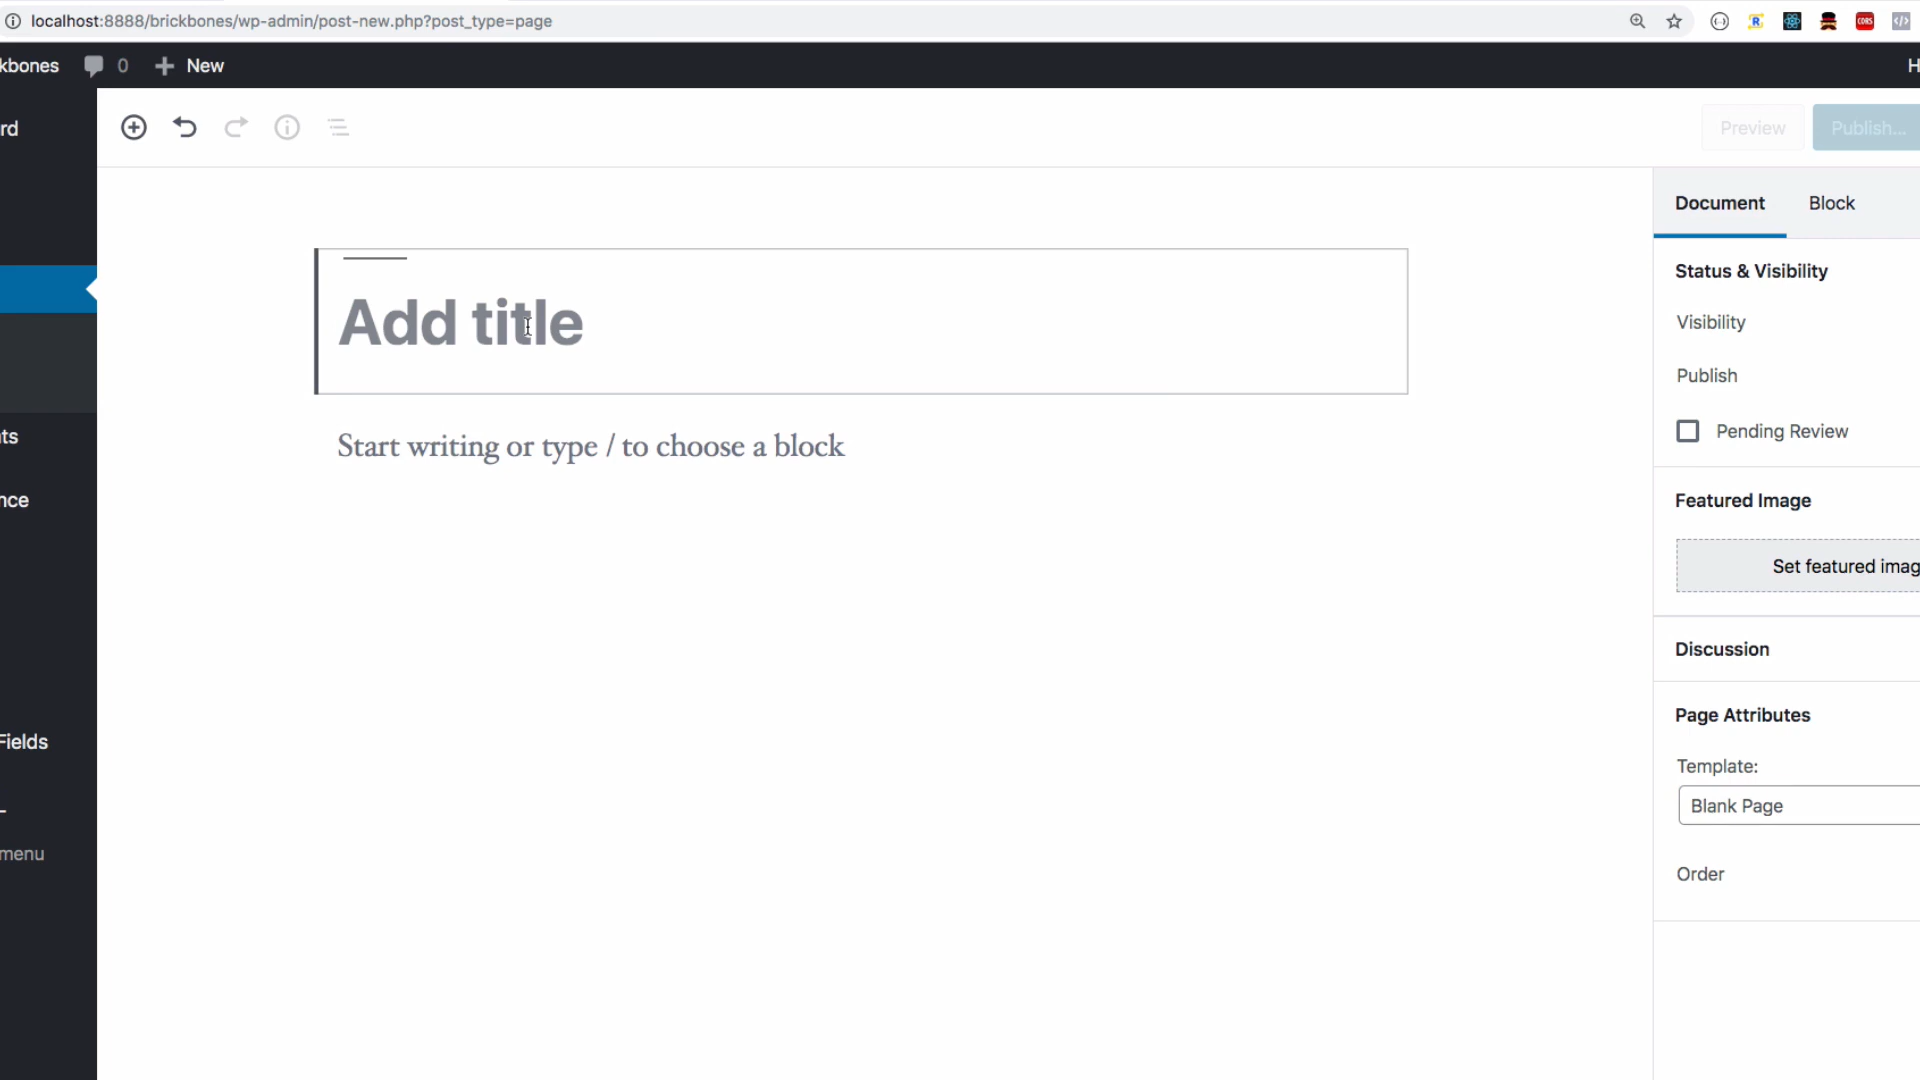 localhost:8888/brickbones/wp-admin/post-new.php?post_type=page
kbones 0 New H
rd
Preview Publish...
Document Block
Status & Visibility
Add title
Visibility
Publish
Start writing or type / to choose a block
Pending Review
ts
nce
Featured Image
Set featured imag
Discussion
Page Attributes
Fields
Template:
Blank Page
menu
Order